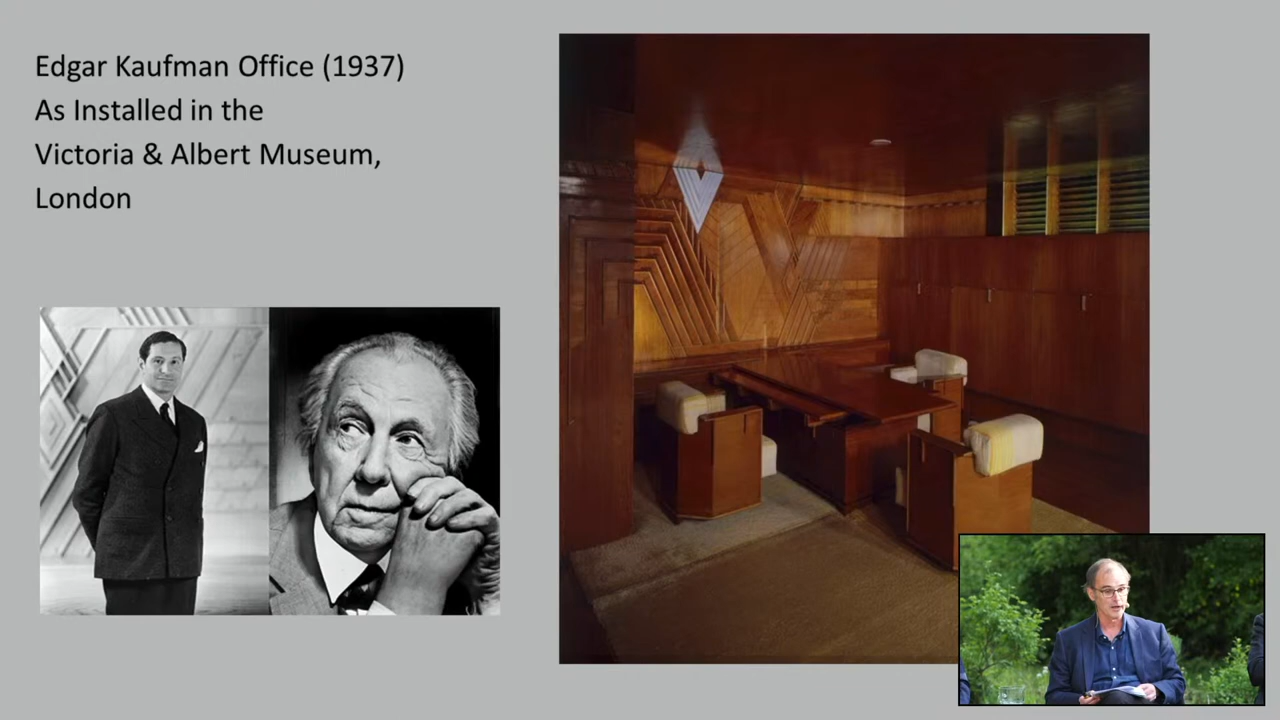 Edgar Kaufman Office (1937)
As Installed in the
Victoria & Albert Museum,
London